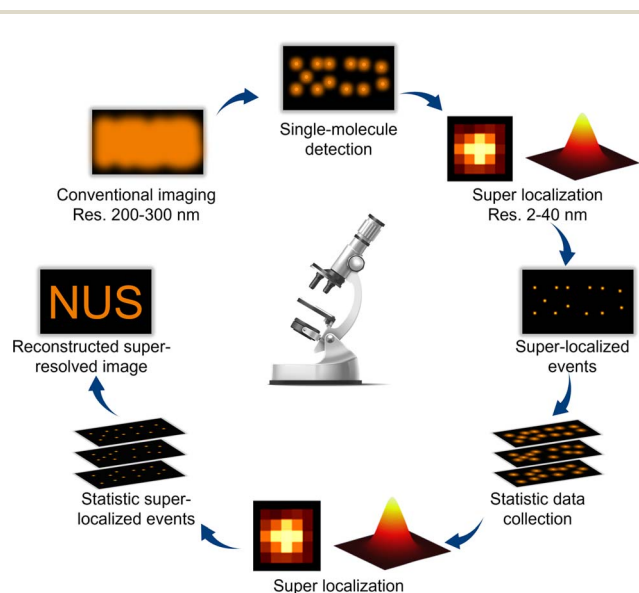 Single-molecule
detection
Conventional imaging
Res. 200-300 nm
Super localization
Res. 2-40 nm
NUS
Reconstructed super-
resolved image
Super-localized
events
Statistic super-
localized events
Statistic data
collection
Super localization